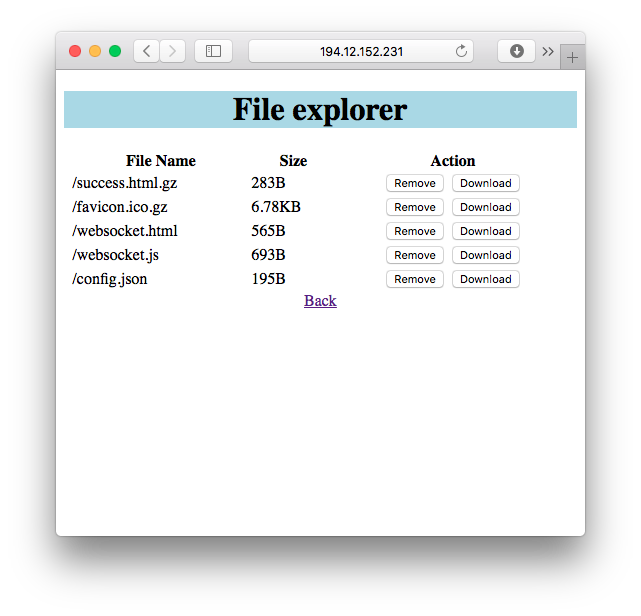 194.12.152.231
File explorer
File Name Size Action
/success.html.gz 283B Remove Download
/favicon.ico.gz 6.78KB Remove Download
/websocket.html 565B Remove Download
/websocket.js 693B Remove Download
/config.json 195B Remove Download
Back